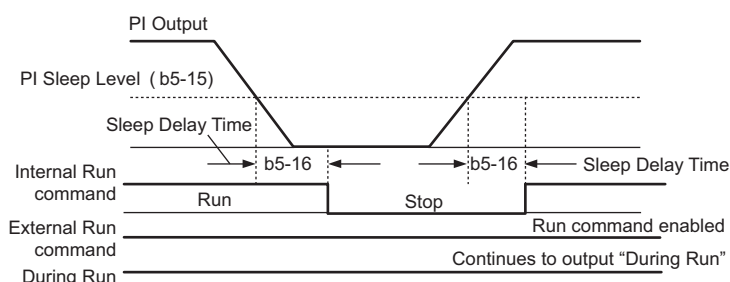 PI Output
PI Sleep Level ( b5-15)
Sleep Delay Time
b5-16
b5-16
Sleep Delay Time
Internal Run
command
Run
Stop
External Run
command
Run command enabled
Continues to output “During Run”
During Run